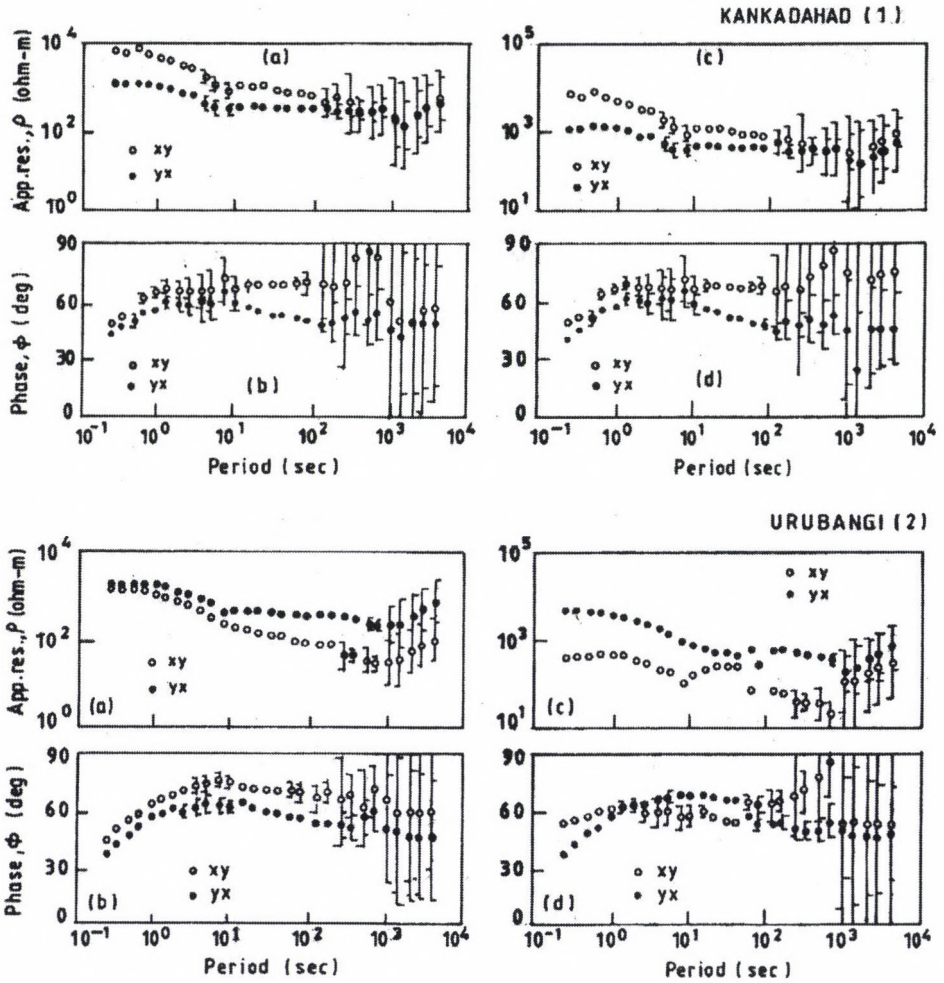 KANKADAHAD (1)
App.res., ρ (ohm-m)
10^4
10^2
10^0
(a)
xy
yx
10^5
10^3
10^1
(c)
xy
yx
Phase, φ (deg)
90
60
30
0
xy
yx
(b)
10^-1 10^0 10^1 10^2 10^3 10^4
Period (sec)
90
60
30
0
xy
yx
(d)
10^-1 10^0 10^1 10^2 10^3 10^4
Period (sec)
URUBANGI (2)
App.res., ρ (ohm-m)
10^4
10^2
10^0
xy
yx
(a)
10^5
10^3
10^1
xy
yx
(c)
Phase, φ (deg)
90
60
30
0
xy
yx
(b)
10^-1 10^0 10^1 10^2 10^3 10^4
Period (sec)
90
60
30
0
xy
yx
(d)
10^-1 10^0 10^1 10^2 10^3 10^4
Period (sec)